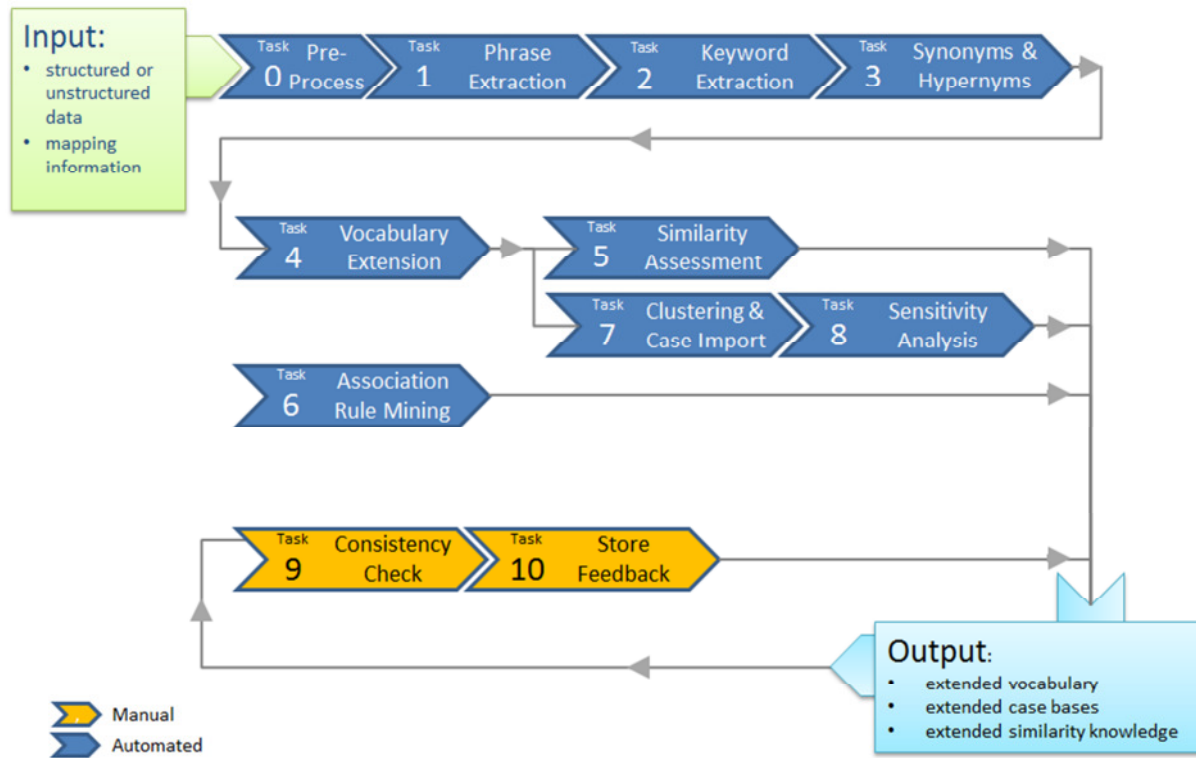 Input:
• structured or
unstructured
data
• mapping
information
Task
0
Pre-
Process
Task
1
Phrase
Extraction
Task
2
Keyword
Extraction
Task
3
Synonyms &
Hypernyms
Task
4
Vocabulary
Extension
Task
5
Similarity
Assessment
Task
7
Clustering &
Case Import
Task
8
Sensitivity
Analysis
Task
6
Association
Rule Mining
Task
9
Consistency
Check
Task
10
Store
Feedback
Output:
• extended vocabulary
• extended case bases
• extended similarity knowledge
Manual
Automated